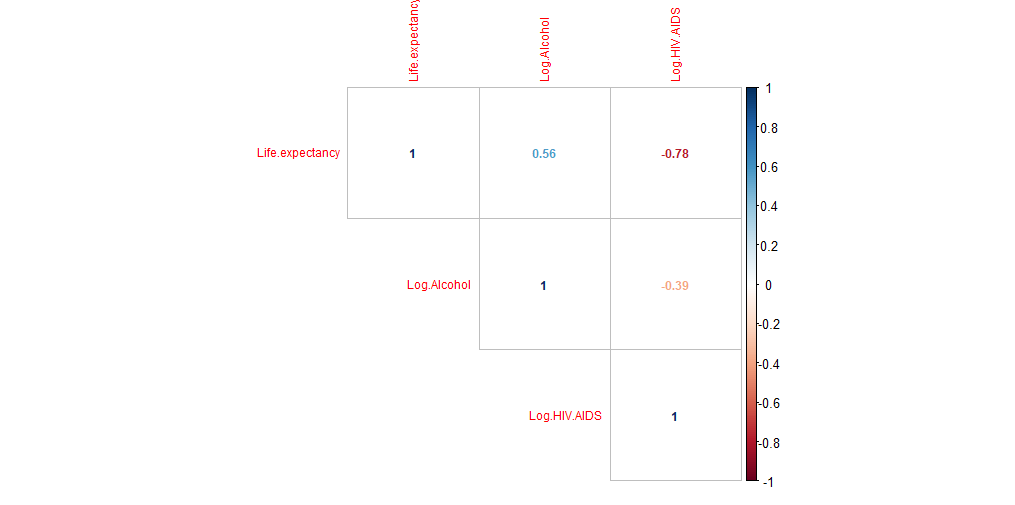 Life.expectancy
Log.Alcohol
Log.HIV.AIDS
Life.expectancy 1 0.56 -0.78
Log.Alcohol 1 -0.39
Log.HIV.AIDS 1
1
0.8
0.6
0.4
0.2
0
-0.2
-0.4
-0.6
-0.8
-1